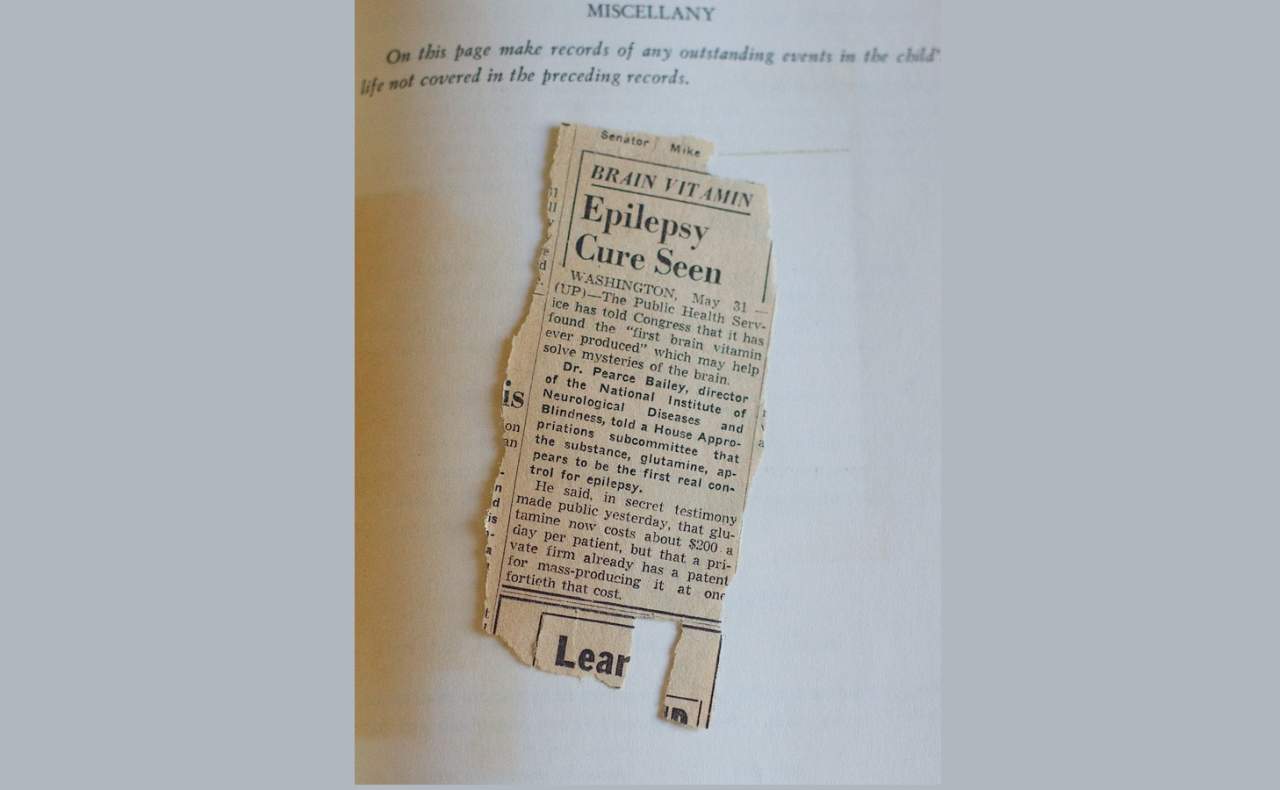 MISCELLANY
On this page make records of any outstanding events in the child'
life not covered in the preceding records.
Senator Mike
BRAIN VITAMIN
Epilepsy
Cure Seen
WASHINGTON, May 31 —
(UP)—The Public Health Serv-
ice has told Congress that it has
found the "first brain vitamin
ever produced" which may help
solve mysteries of the brain.
Dr. Pearce Bailey, director
of the National Institute of
Neurological Diseases and
Blindness, told a House Appro-
priations subcommittee that
the substance, glutamine, ap-
pears to be the first real con-
trol for epilepsy.
He said, in secret testimony
made public yesterday, that glu-
tamine now costs about $200 a
day per patient, but that a pri-
vate firm already has a patent
for mass-producing it at one
fortieth that cost.
is
on
an
Lear